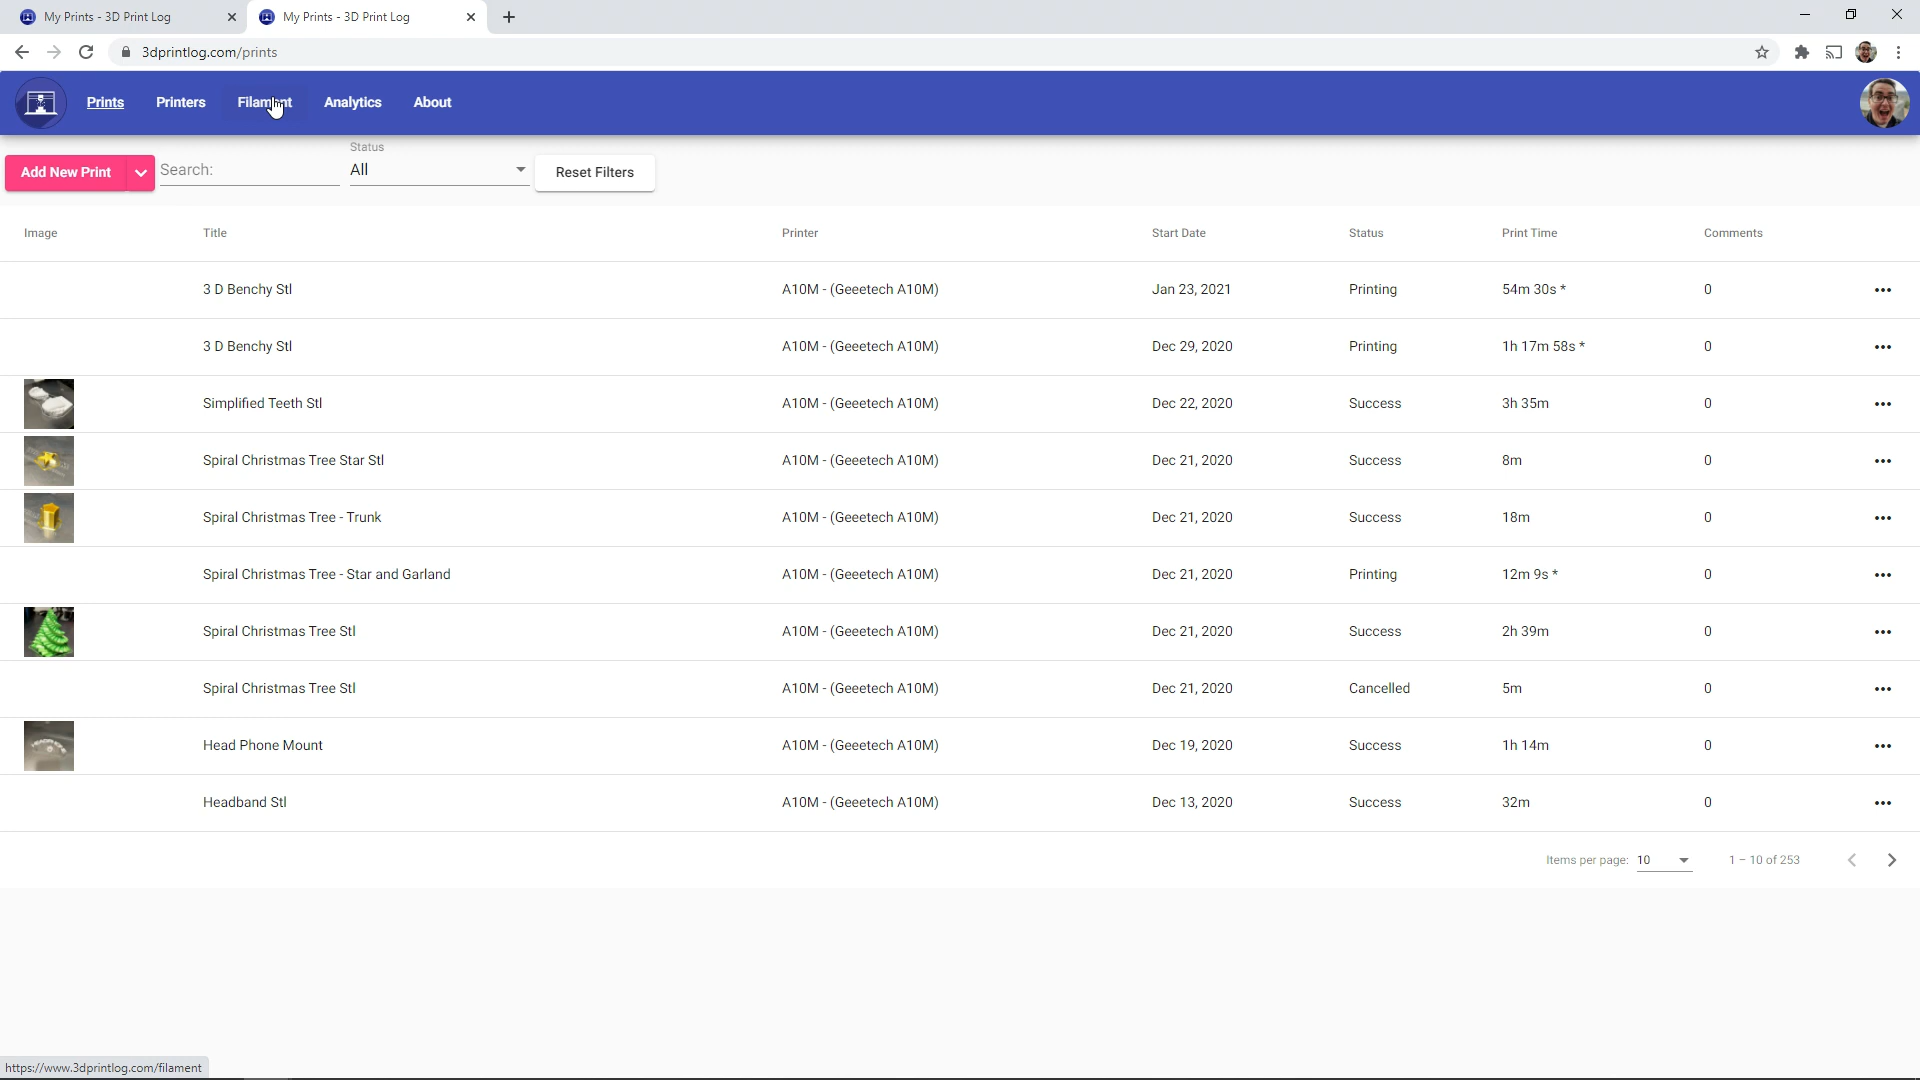 My Prints - 3D Print Log
My Prints - 3D Print Log
3dprintlog.com/prints
Prints Printers Filament Analytics About
Status
Add New Print Search: All Reset Filters
Image Title Printer Start Date Status Print Time Comments
3 D Benchy Stl A10M - (Geeetech A10M) Jan 23, 2021 Printing 54m 30s * 0
3 D Benchy Stl A10M - (Geeetech A10M) Dec 29, 2020 Printing 1h 17m 58s * 0
Simplified Teeth Stl A10M - (Geeetech A10M) Dec 22, 2020 Success 3h 35m 0
Spiral Christmas Tree Star Stl A10M - (Geeetech A10M) Dec 21, 2020 Success 8m 0
Spiral Christmas Tree - Trunk A10M - (Geeetech A10M) Dec 21, 2020 Success 18m 0
Spiral Christmas Tree - Star and Garland A10M - (Geeetech A10M) Dec 21, 2020 Printing 12m 9s * 0
Spiral Christmas Tree Stl A10M - (Geeetech A10M) Dec 21, 2020 Success 2h 39m 0
Spiral Christmas Tree Stl A10M - (Geeetech A10M) Dec 21, 2020 Cancelled 5m 0
Head Phone Mount A10M - (Geeetech A10M) Dec 19, 2020 Success 1h 14m 0
Headband Stl A10M - (Geeetech A10M) Dec 13, 2020 Success 32m 0
Items per page: 10 1 – 10 of 253
https://www.3dprintlog.com/filament